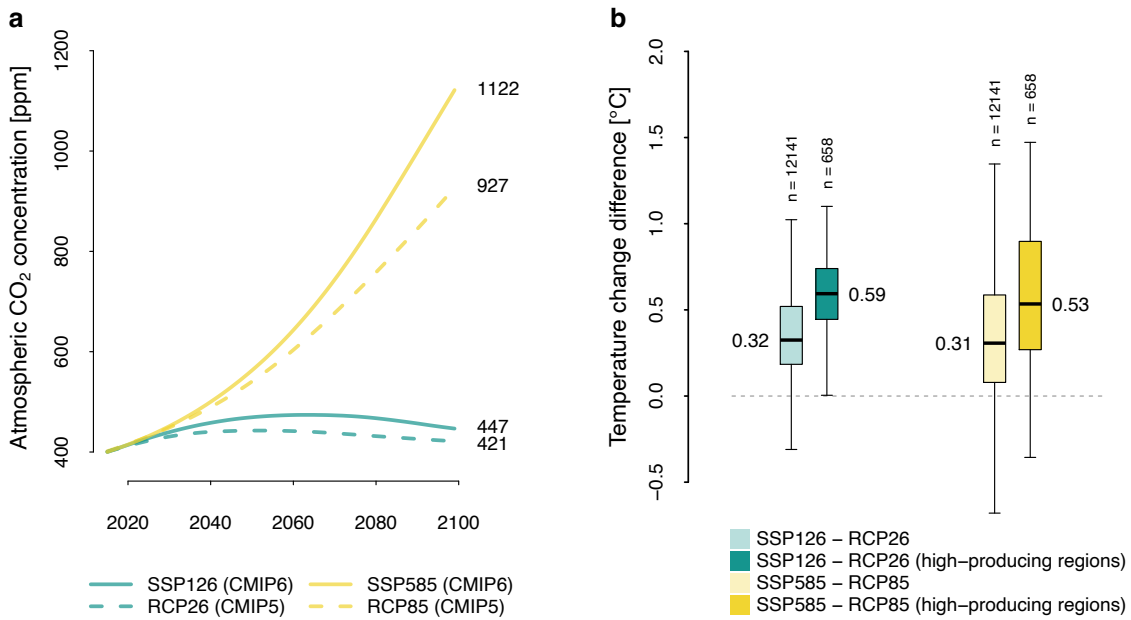 a
Atmospheric CO₂ concentration [ppm]
1200
1000
800
600
400
1122
927
447
421
2020 2040 2060 2080 2100
SSP126 (CMIP6) SSP585 (CMIP6)
RCP26 (CMIP5) RCP85 (CMIP5)
b
Temperature change difference [°C]
2.0
1.5
1.0
0.5
0.0
−0.5
n = 12141
n = 658
n = 12141
n = 658
0.32
0.59
0.31
0.53
SSP126 − RCP26
SSP126 − RCP26 (high−producing regions)
SSP585 − RCP85
SSP585 − RCP85 (high−producing regions)